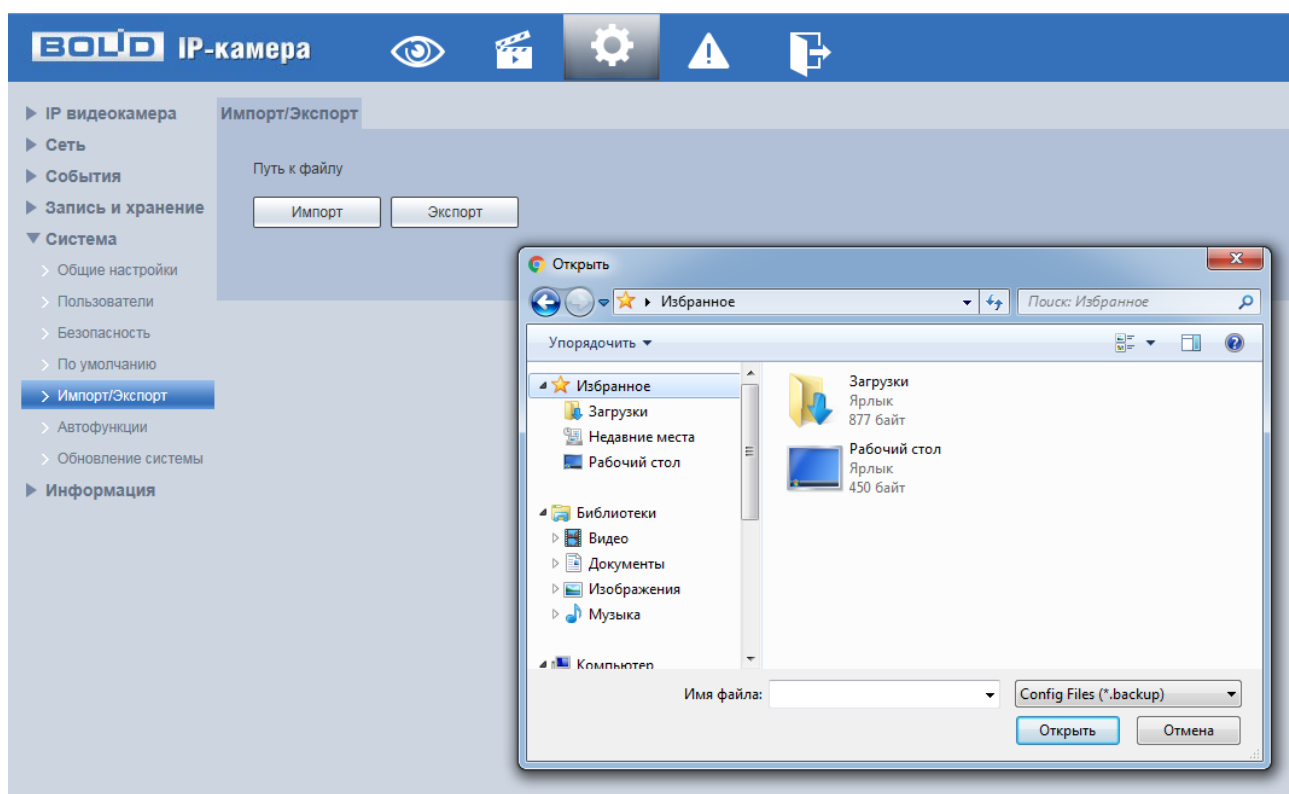 BOLID IP-камера
IP видеокамера
Сеть
События
Запись и хранение
Система
Общие настройки
Пользователи
Безопасность
По умолчанию
Импорт/Экспорт
Автофункции
Обновление системы
Информация
Импорт/Экспорт
Путь к файлу
Импорт Экспорт
Открыть
Избранное
Поиск: Избранное
Упорядочить
Избранное
Загрузки
Недавние места
Рабочий стол
Библиотеки
Видео
Документы
Изображения
Музыка
Компьютер
Загрузки
Ярлык
877 байт
Рабочий стол
Ярлык
450 байт
Имя файла:
Config Files (*.backup)
Открыть Отмена